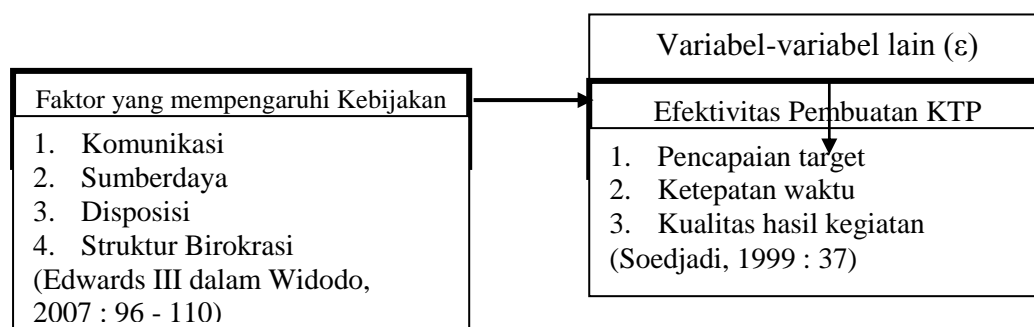 Variabel-variabel lain (ε)
Faktor yang mempengaruhi Kebijakan
1. Komunikasi
2. Sumberdaya
3. Disposisi
4. Struktur Birokrasi
(Edwards III dalam Widodo,
2007 : 96 - 110)
Efektivitas Pembuatan KTP
1. Pencapaian target
2. Ketepatan waktu
3. Kualitas hasil kegiatan
(Soedjadi, 1999 : 37)